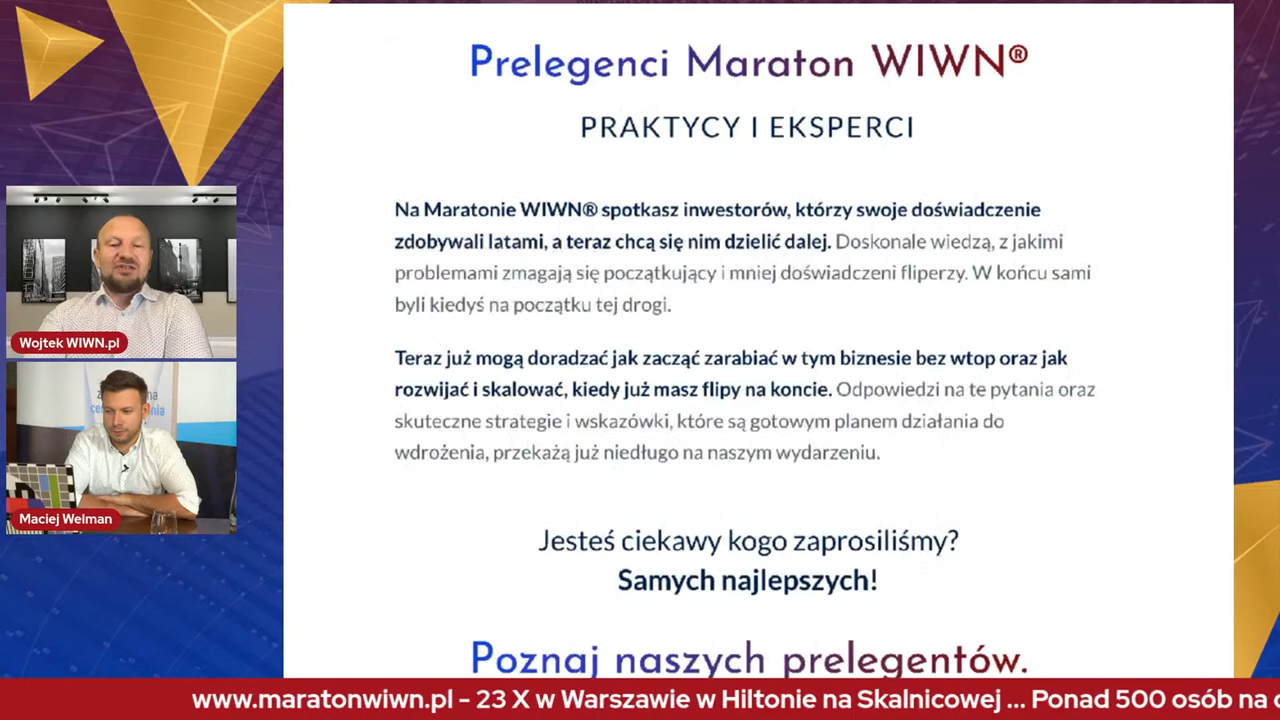 Prelegenci Maraton WIWN®
PRAKTYCY I EKSPERCI
Na Maratonie WIWN® spotkasz inwestorów, którzy swoje doświadczenie
zdobywali latami, a teraz chcą się nim dzielić dalej. Doskonale wiedzą, z jakimi
problemami zmagają się początkujący i mniej doświadczeni fliperzy. W końcu sami
byli kiedyś na początku tej drogi.
Teraz już mogą doradzać jak zacząć zarabiać w tym biznesie bez wtop oraz jak
rozwijać i skalować, kiedy już masz flipy na koncie. Odpowiedzi na te pytania oraz
skuteczne strategie i wskazówki, które są gotowym planem działania do
wdrożenia, przekażą już niedługo na naszym wydarzeniu.
Jesteś ciekawy kogo zaprosiliśmy?
Samych najlepszych!
Poznaj naszych prelegentów.
Wojtek WIWN.pl
Maciej Welman
www.maratonwiwn.pl - 23 X w Warszawie w Hiltonie na Skalnicowej ... Ponad 500 osób na